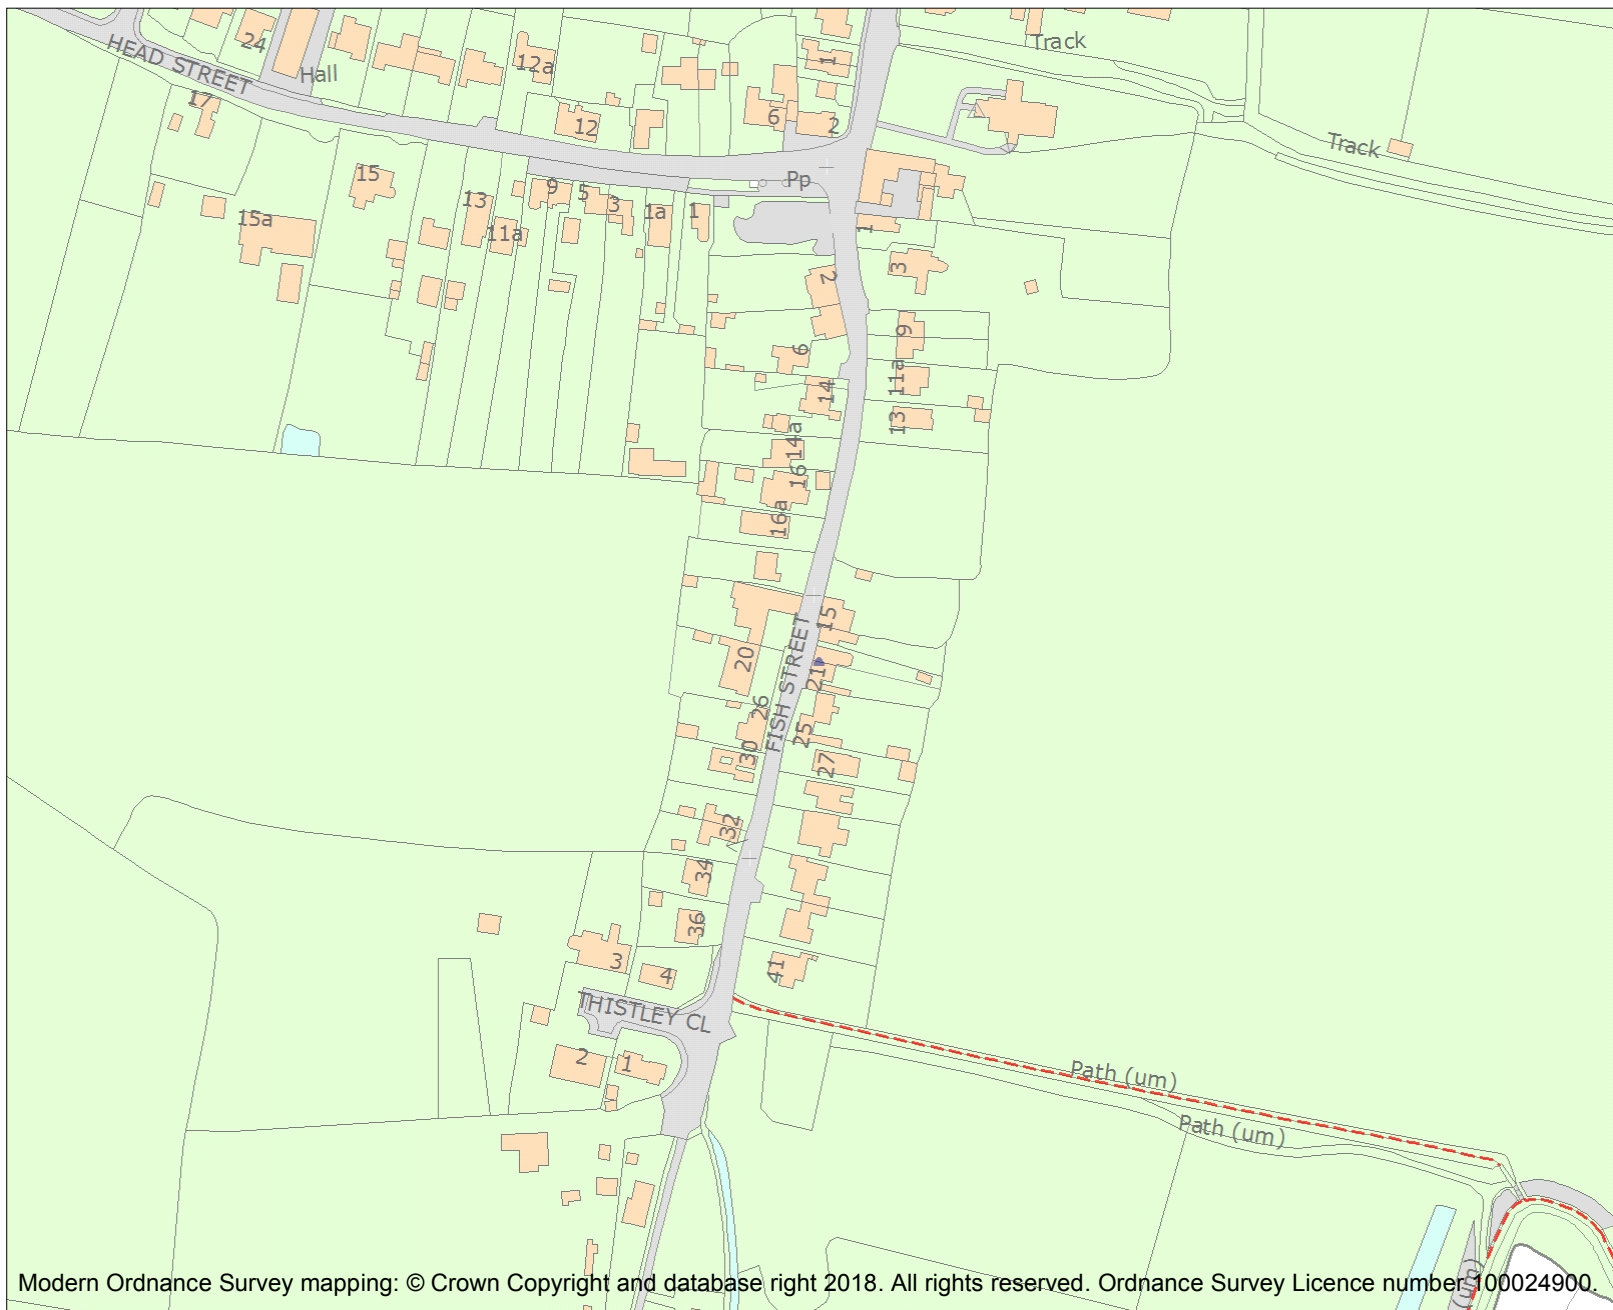 HEAD STREET
24
Hall
12a
1
Track
17
12
6
2
Track
15
13
9
5
3
1a
1
Pp
15a
11a
1
3
2
9
6
11a
14
13
14a
16
16a
15
FISH STREET
20
21
26
25
30
27
32
34
36
41
3
4
THISTLEY CL
2
1
Path (um)
Path (um)
(um)
Modern Ordnance Survey mapping: © Crown Copyright and database right 2018. All rights reserved. Ordnance Survey Licence number 100024900.